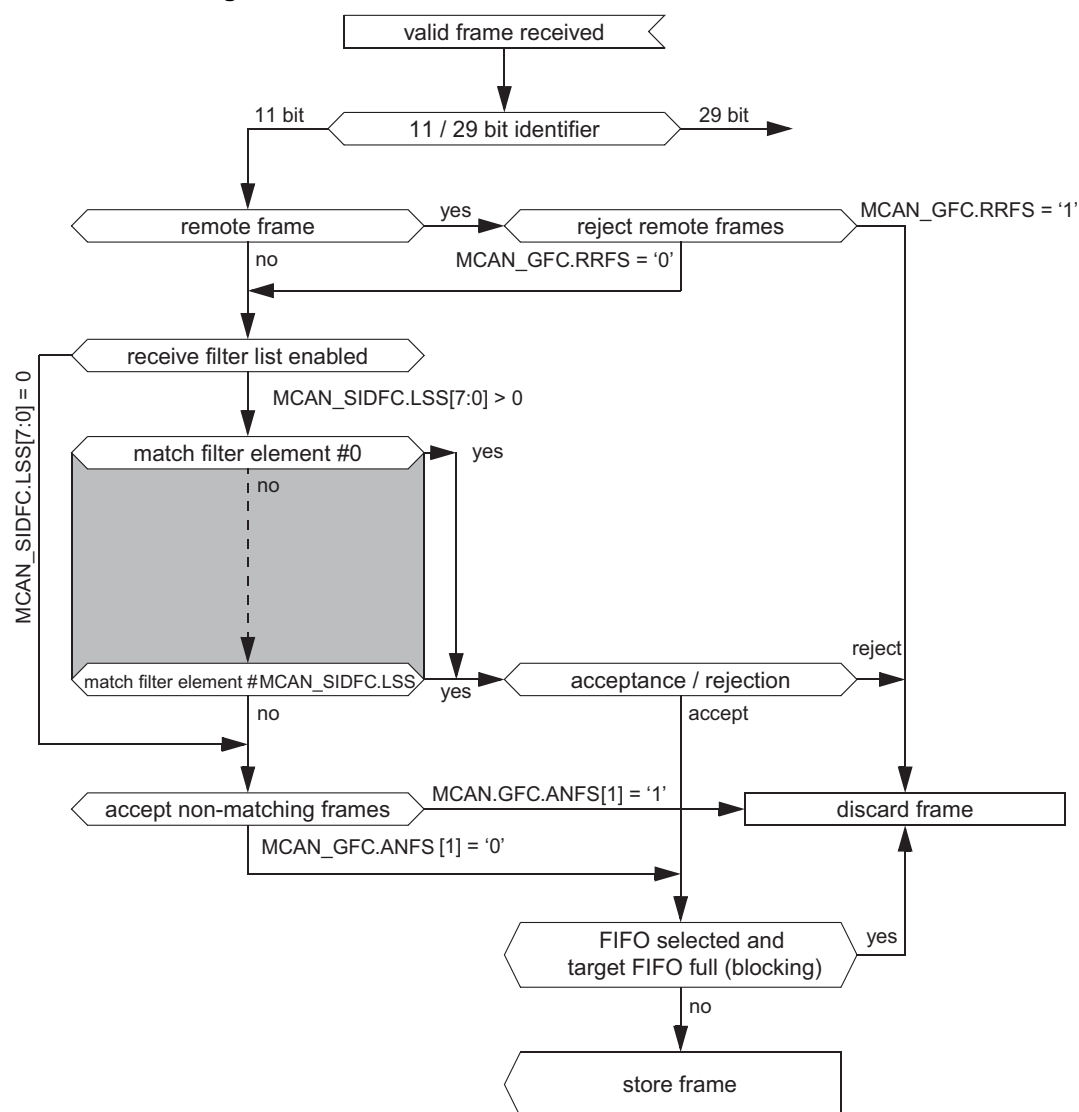 valid frame received
11 bit
11 / 29 bit identifier
29 bit
remote frame
yes
reject remote frames
MCAN_GFC.RRFS = ‘1’
no
MCAN_GFC.RRFS = ‘0’
receive filter list enabled
MCAN_SIDFC.LSS[7:0] = 0
MCAN_SIDFC.LSS[7:0] > 0
match filter element #0
yes
no
reject
match filter element #MCAN_SIDFC.LSS
yes
acceptance / rejection
no
accept
accept non-matching frames
MCAN.GFC.ANFS[1] = ‘1’
discard frame
MCAN_GFC.ANFS [1] = ‘0’
FIFO selected and
target FIFO full (blocking)
yes
no
store frame